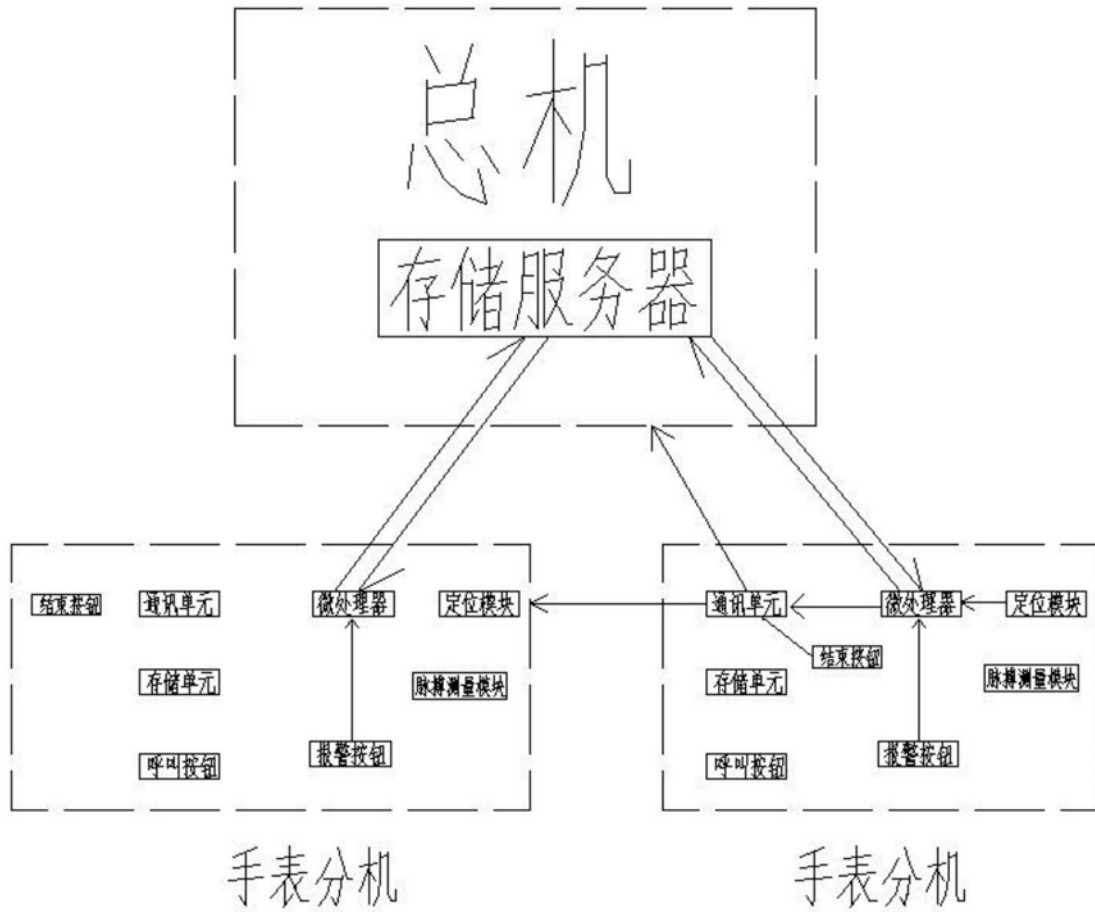 总机
存储服务器
结束按钮
通讯单元
微处理器
定位模块
存储单元
脉搏测量模块
呼叫按钮
报警按钮
手表分机
通讯单元
微处理器
定位模块
结束按钮
存储单元
脉搏测量模块
呼叫按钮
报警按钮
手表分机